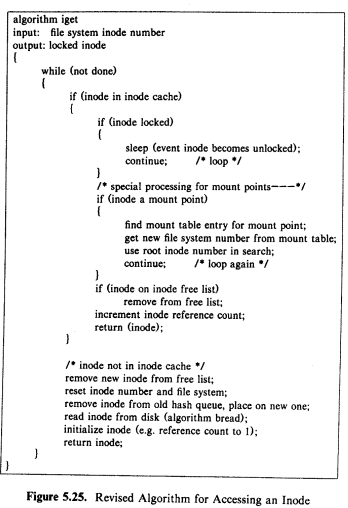 algorithm iget
input: file system inode number
output: locked inode
{
while (not done)
{
if (inode in inode cache)
{
if (inode locked)
{
sleep (event inode becomes unlocked);
continue; /* loop */
}
/* special processing for mount points---*/
if (inode a mount point)
{
find mount table entry for mount point;
get new file system number from mount table;
use root inode number in search;
continue; /* loop again */
}
if (inode on inode free list)
remove from free list;
increment inode reference count;
return (inode);
}
/* inode not in inode cache */
remove new inode from free list;
reset inode number and file system;
remove inode from old hash queue, place on new one;
read inode from disk (algorithm bread);
initialize inode (e.g. reference count to 1);
return inode;
}
}
Figure 5.25. Revised Algorithm for Accessing an Inode